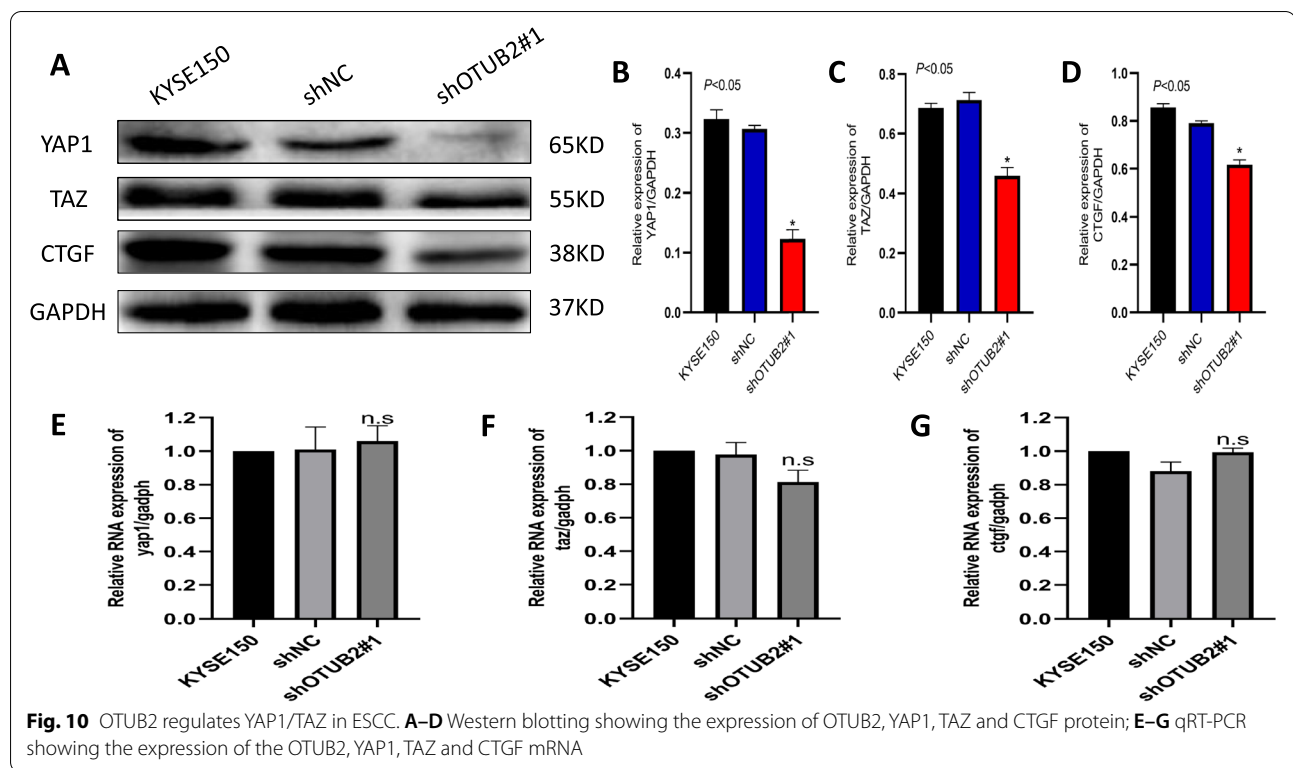 A
KYSE150
shNC
shOTUB2#1
YAP1
65KD
TAZ
55KD
CTGF
38KD
GAPDH
37KD
B
Relative expression of
YAP1/GAPDH
0.4
0.3
0.2
0.1
0.0
P<0.05
*
KYSE150
shNC
shOTUB2#1
C
Relative expression of
TAZ/GAPDH
0.8
0.6
0.4
0.2
0.0
P<0.05
*
KYSE150
shNC
shOTUB2#1
D
Relative expression of
CTGF/GAPDH
1.0
0.8
0.6
0.4
0.2
0.0
P<0.05
*
KYSE150
shNC
shOTUB2#1
E
Relative RNA expression of
yap1/gadph
1.2
1.0
0.8
0.6
0.4
0.2
0.0
n.s
KYSE150
shNC
shOTUB2#1
F
Relative RNA expression of
taz/gadph
1.2
1.0
0.8
0.6
0.4
0.2
0.0
n.s
KYSE150
shNC
shOTUB2#1
G
Relative RNA expression of
ctgf/gadph
1.2
1.0
0.8
0.6
0.4
0.2
0.0
n.s
KYSE150
shNC
shOTUB2#1
Fig. 10 OTUB2 regulates YAP1/TAZ in ESCC. A–D Western blotting showing the expression of OTUB2, YAP1, TAZ and CTGF protein; E–G qRT-PCR
showing the expression of the OTUB2, YAP1, TAZ and CTGF mRNA